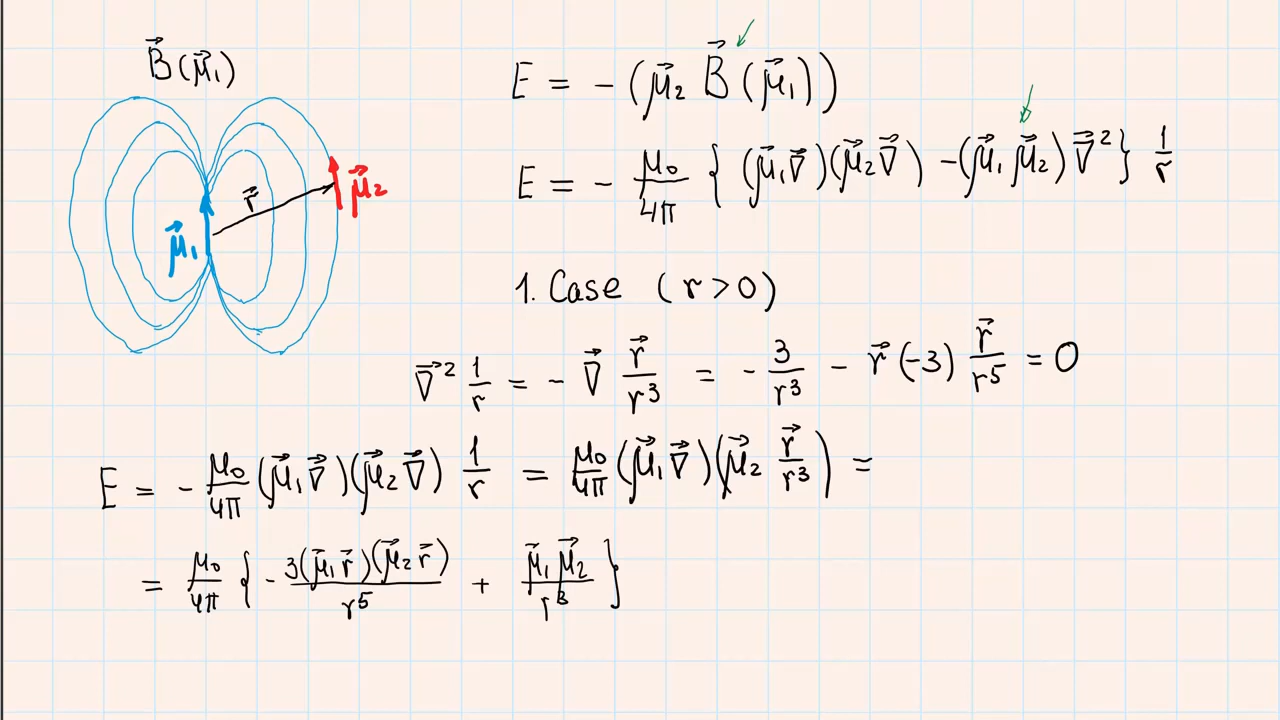 B⃗(μ⃗₁)
E = - (μ⃗₂ B⃗ (μ⃗₁))
E = - μ₀/4π { (μ⃗₁∇⃗)(μ⃗₂∇⃗) - (μ⃗₁ μ⃗₂) ∇⃗² } 1/r
r⃗
μ⃗₂
μ⃗₁
1. Case (r > 0)
∇⃗² 1/r = - ∇⃗ r⃗/r³ = - 3/r³ - r⃗ (-3) r⃗/r⁵ = 0
E = - μ₀/4π (μ⃗₁∇⃗)(μ⃗₂∇⃗) 1/r = μ₀/4π (μ⃗₁∇⃗)(μ⃗₂ r⃗/r³) =
= μ₀/4π { - 3(μ⃗₁r⃗)(μ⃗₂r⃗)/r⁵ + μ⃗₁μ⃗₂/r³ }